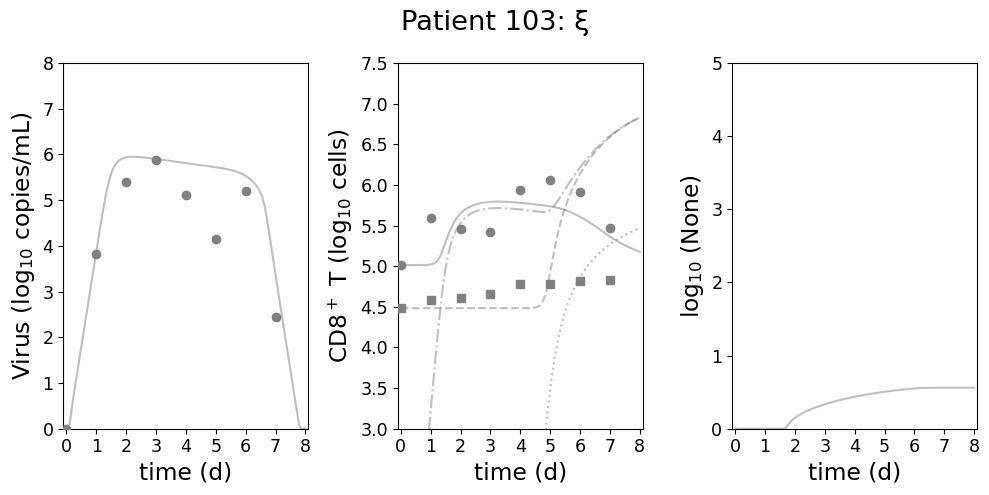 Patient 103: ξ
Virus (log10 copies/mL)
8
7
6
5
4
3
2
1
0
0 1 2 3 4 5 6 7 8
time (d)
CD8+ T (log10 cells)
7.5
7.0
6.5
6.0
5.5
5.0
4.5
4.0
3.5
3.0
0 1 2 3 4 5 6 7 8
time (d)
log10 (None)
5
4
3
2
1
0
0 1 2 3 4 5 6 7 8
time (d)